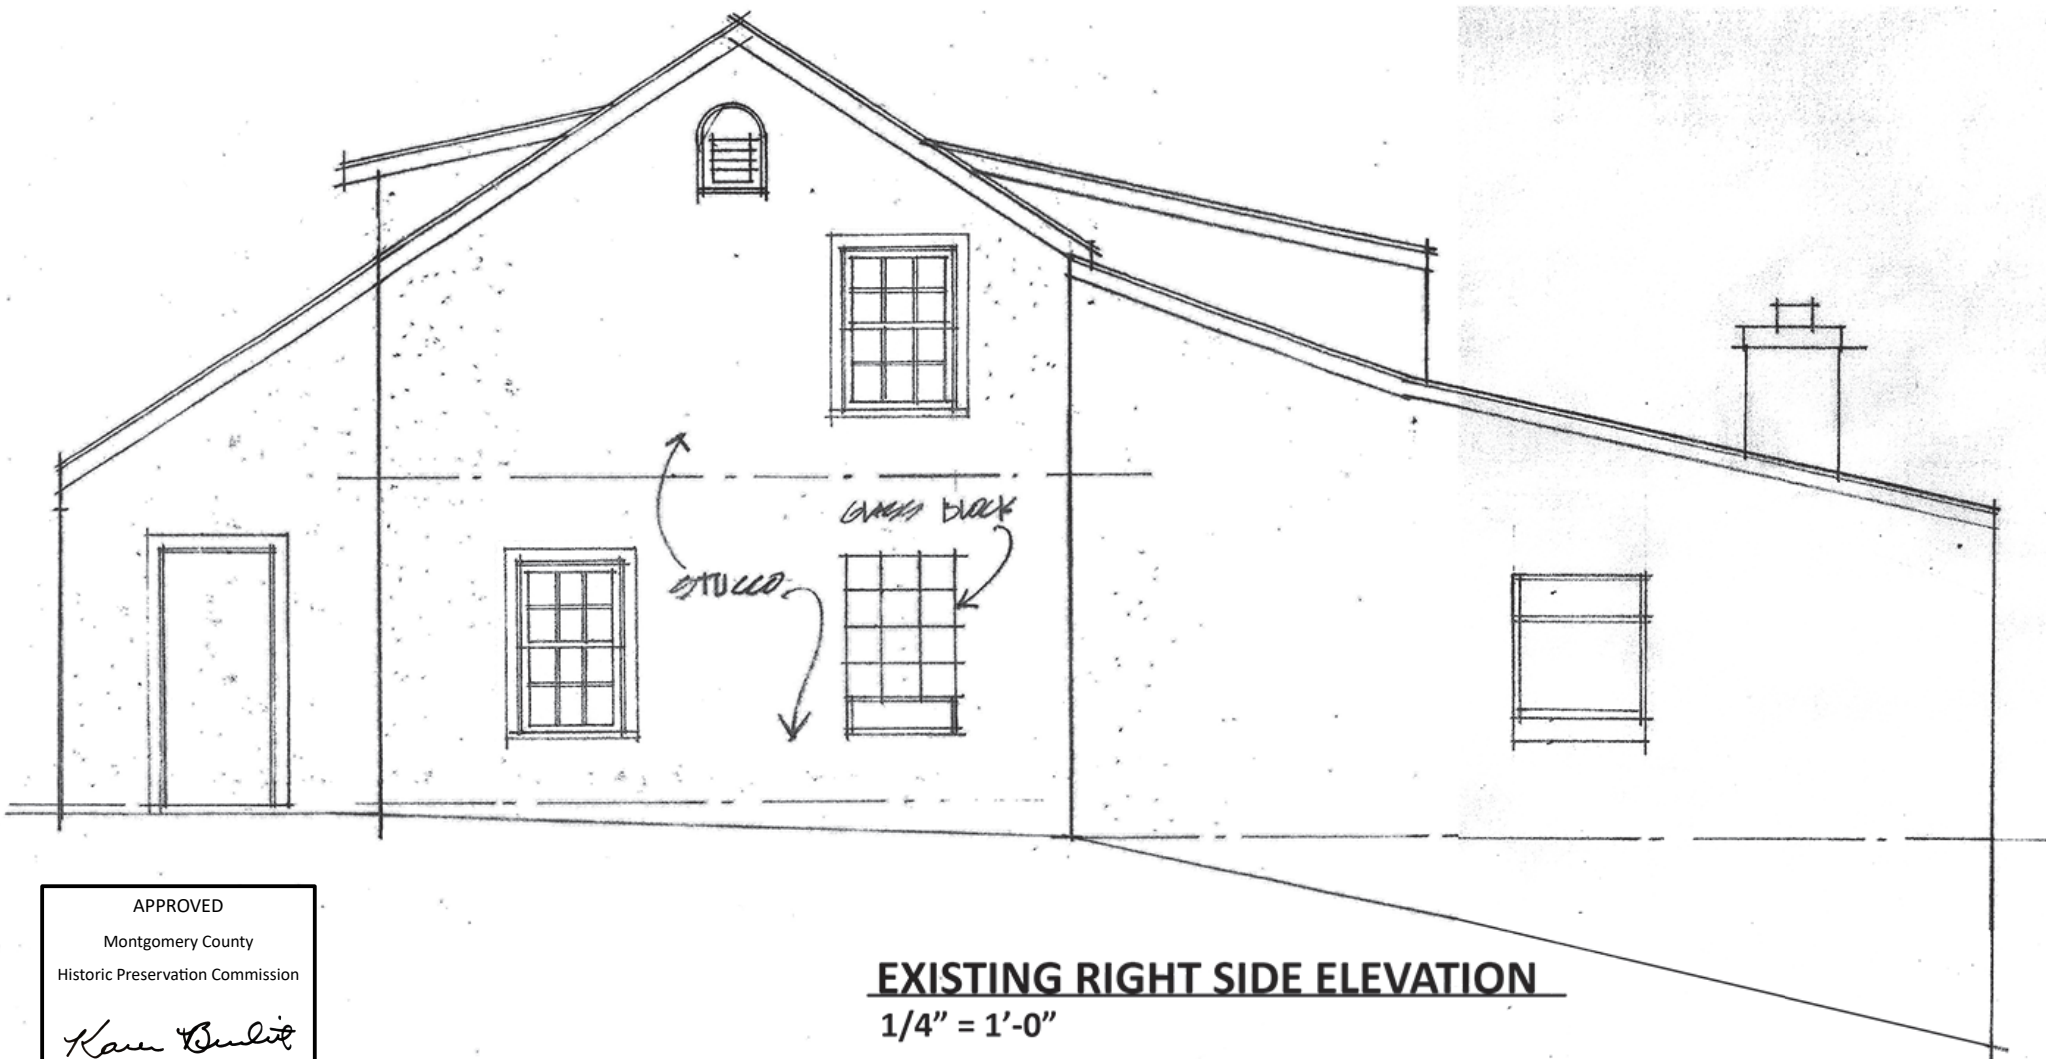 GLASS BLOCK
STUCCO
APPROVED
Montgomery County
Historic Preservation Commission
EXISTING RIGHT SIDE ELEVATION
1/4” = 1’-0”